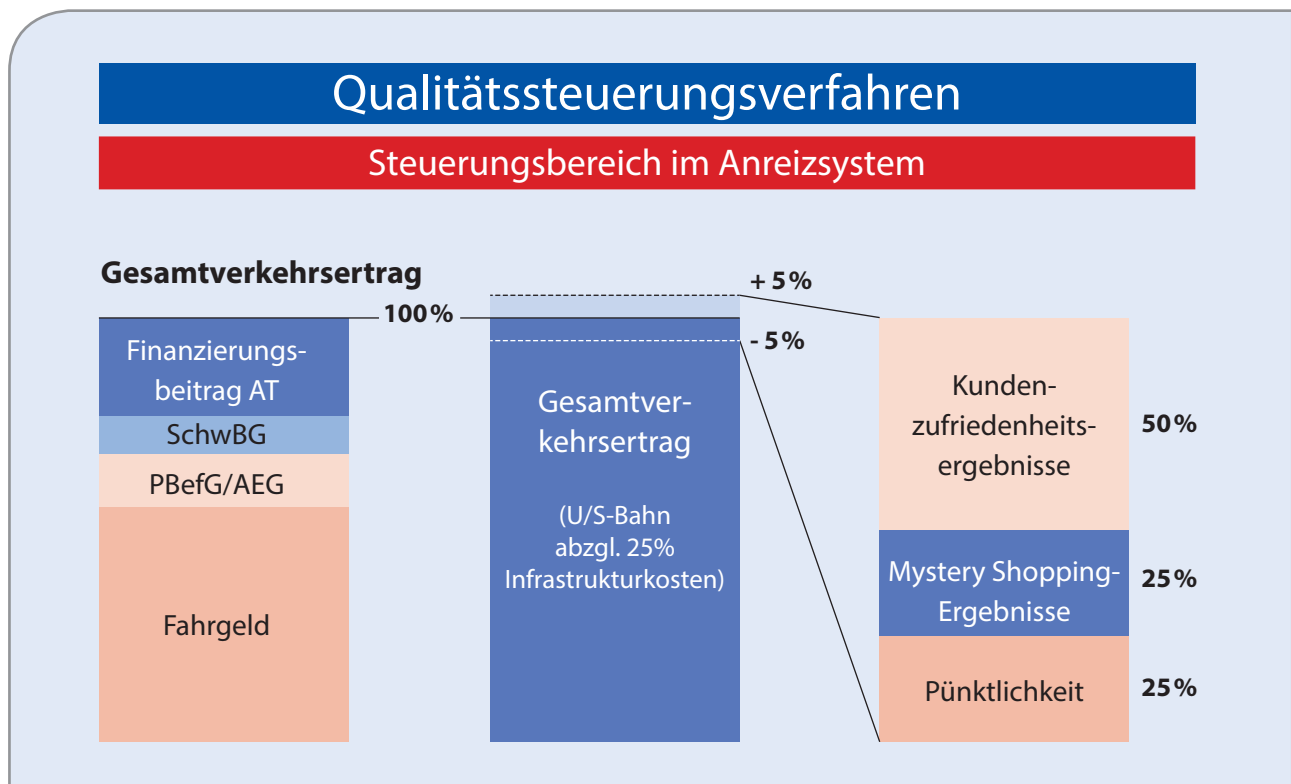 Qualitätssteuerungsverfahren
Steuerungsbereich im Anreizsystem
Gesamtverkehrsertrag
100 %
Finanzierungs-
beitrag AT
SchwBG
PBefG/AEG
Fahrgeld
+ 5 %
- 5 %
Gesamtver-
kehrsertrag
(U/S-Bahn
abzgl. 25%
Infrastrukturkosten)
Kunden-
zufriedenheits-
ergebnisse
50 %
Mystery Shopping-
Ergebnisse
25 %
Pünktlichkeit
25 %